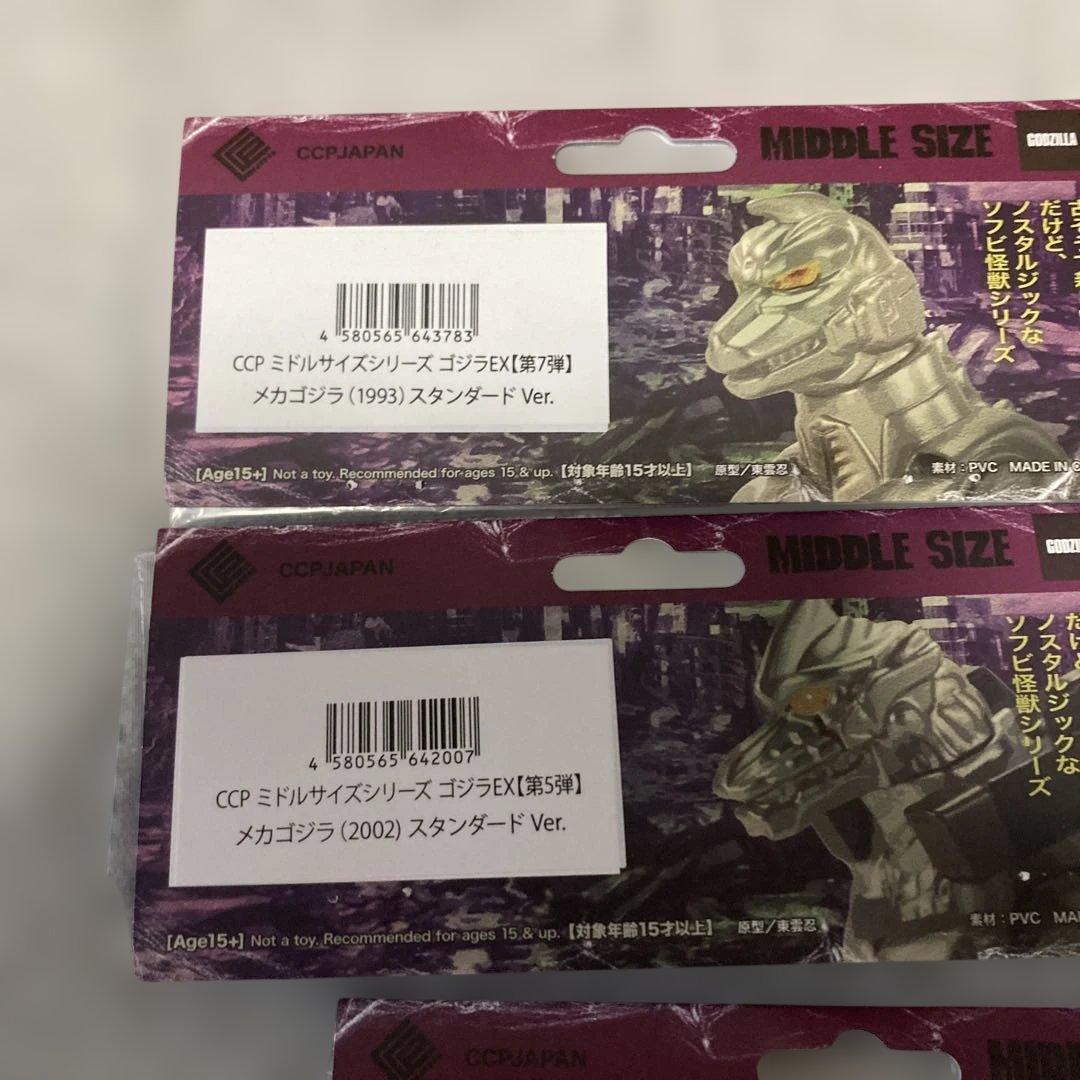 CCPJAPAN
MIDDLE SIZE
GODZILLA
だけど、
ノスタルジックな
ソフビ怪獣シリーズ
4 580565 643783
CCP ミドルサイズシリーズ ゴジラEX【第7弾】
メカゴジラ（1993）スタンダード Ver.
[Age15+] Not a toy. Recommended for ages 15 & up.【対象年齢15才以上】
原型／東雲忍
素材：PVC MADE IN
CCPJAPAN
MIDDLE SIZE
ノスタルジックな
ソフビ怪獣シリーズ
4 580565 642007
CCP ミドルサイズシリーズ ゴジラEX【第5弾】
メカゴジラ（2002) スタンダード Ver.
[Age15+] Not a toy. Recommended for ages 15 & up.【対象年齢15才以上】
原型／東雲忍
素材：PVC
CCPJAPAN